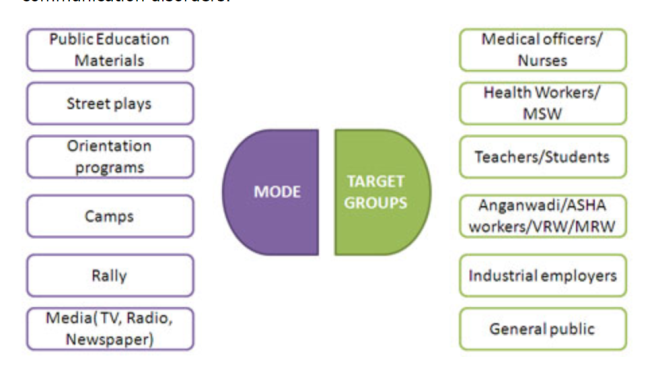 communication disorders.
Public Education
Materials
Street plays
Orientation
programs
Camps
Rally
Media( TV, Radio,
Newspaper)
MODE
TARGET
GROUPS
Medical officers/
Nurses
Health Workers/
MSW
Teachers/Students
Anganwadi/ASHA
workers/VRW/MRW
Industrial employers
General public